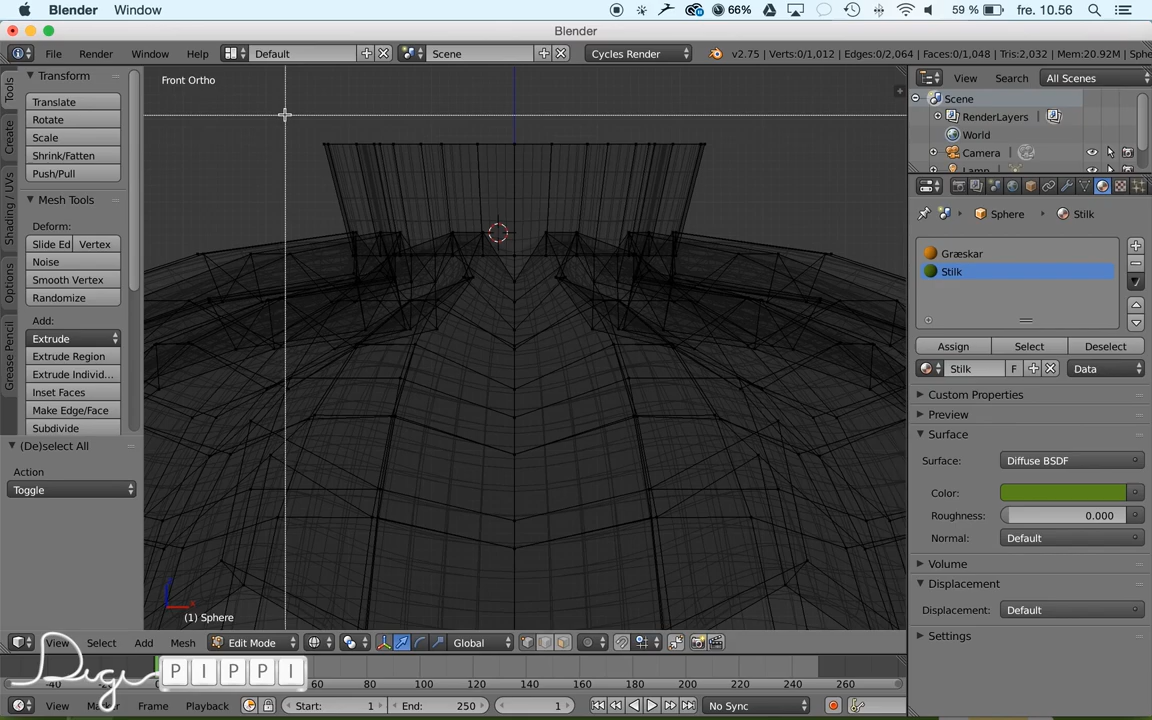 Blender Window 66% 59 % fre. 10.56
Blender
File Render Window Help Default Scene Cycles Render v2.75 | Verts:0/1,012 | Edges:0/2,064 | Faces:0/1,048 | Tris:2,032 | Mem:20.92M | Sphe
Tools
Create
Shading / UVs
Options
Grease Pencil
Transform
Translate
Rotate
Scale
Shrink/Fatten
Push/Pull
Mesh Tools
Deform:
Slide Ed Vertex
Noise
Smooth Vertex
Randomize
Add:
Extrude
Extrude Region
Extrude Individ...
Inset Faces
Make Edge/Face
Subdivide
(De)select All
Action
Toggle
Front Ortho
(1) Sphere
View Search All Scenes
Scene
RenderLayers
World
Camera
Sphere Stilk
Græskar
Stilk
Assign Select Deselect
Stilk F Data
Custom Properties
Preview
Surface
Surface: Diffuse BSDF
Color:
Roughness: 0.000
Normal: Default
Volume
Displacement
Displacement: Default
Settings
View Select Add Mesh Edit Mode Global
Digi PIPPI
-40 60 80 100 120 140 160 180 200 220 240 260
View Frame Playback Start: 1 End: 250 1 No Sync